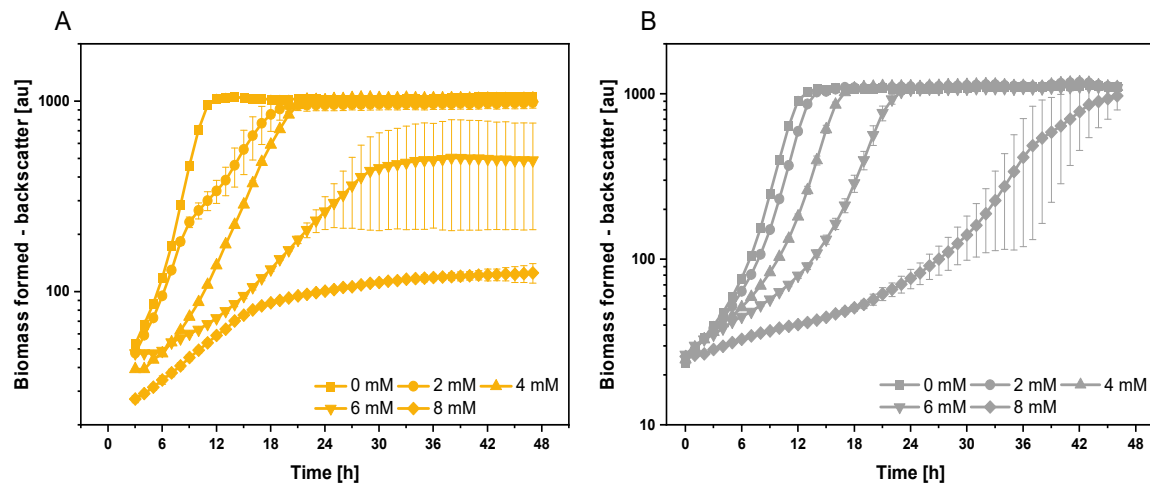 A
Biomass formed - backscatter [au]
1000
100
0 mM 2 mM 4 mM
6 mM 8 mM
0 6 12 18 24 30 36 42 48
Time [h]
B
Biomass formed - backscatter [au]
1000
100
10
0 mM 2 mM 4 mM
6 mM 8 mM
0 6 12 18 24 30 36 42 48
Time [h]